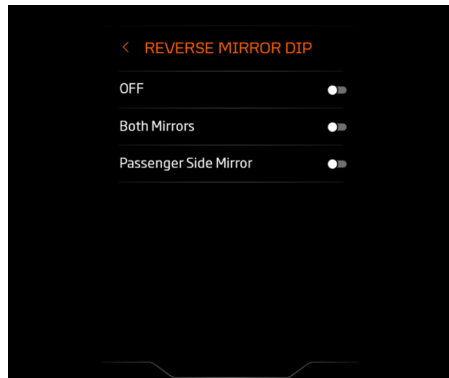 REVERSE MIRROR DIP
OFF
Both Mirrors
Passenger Side Mirror